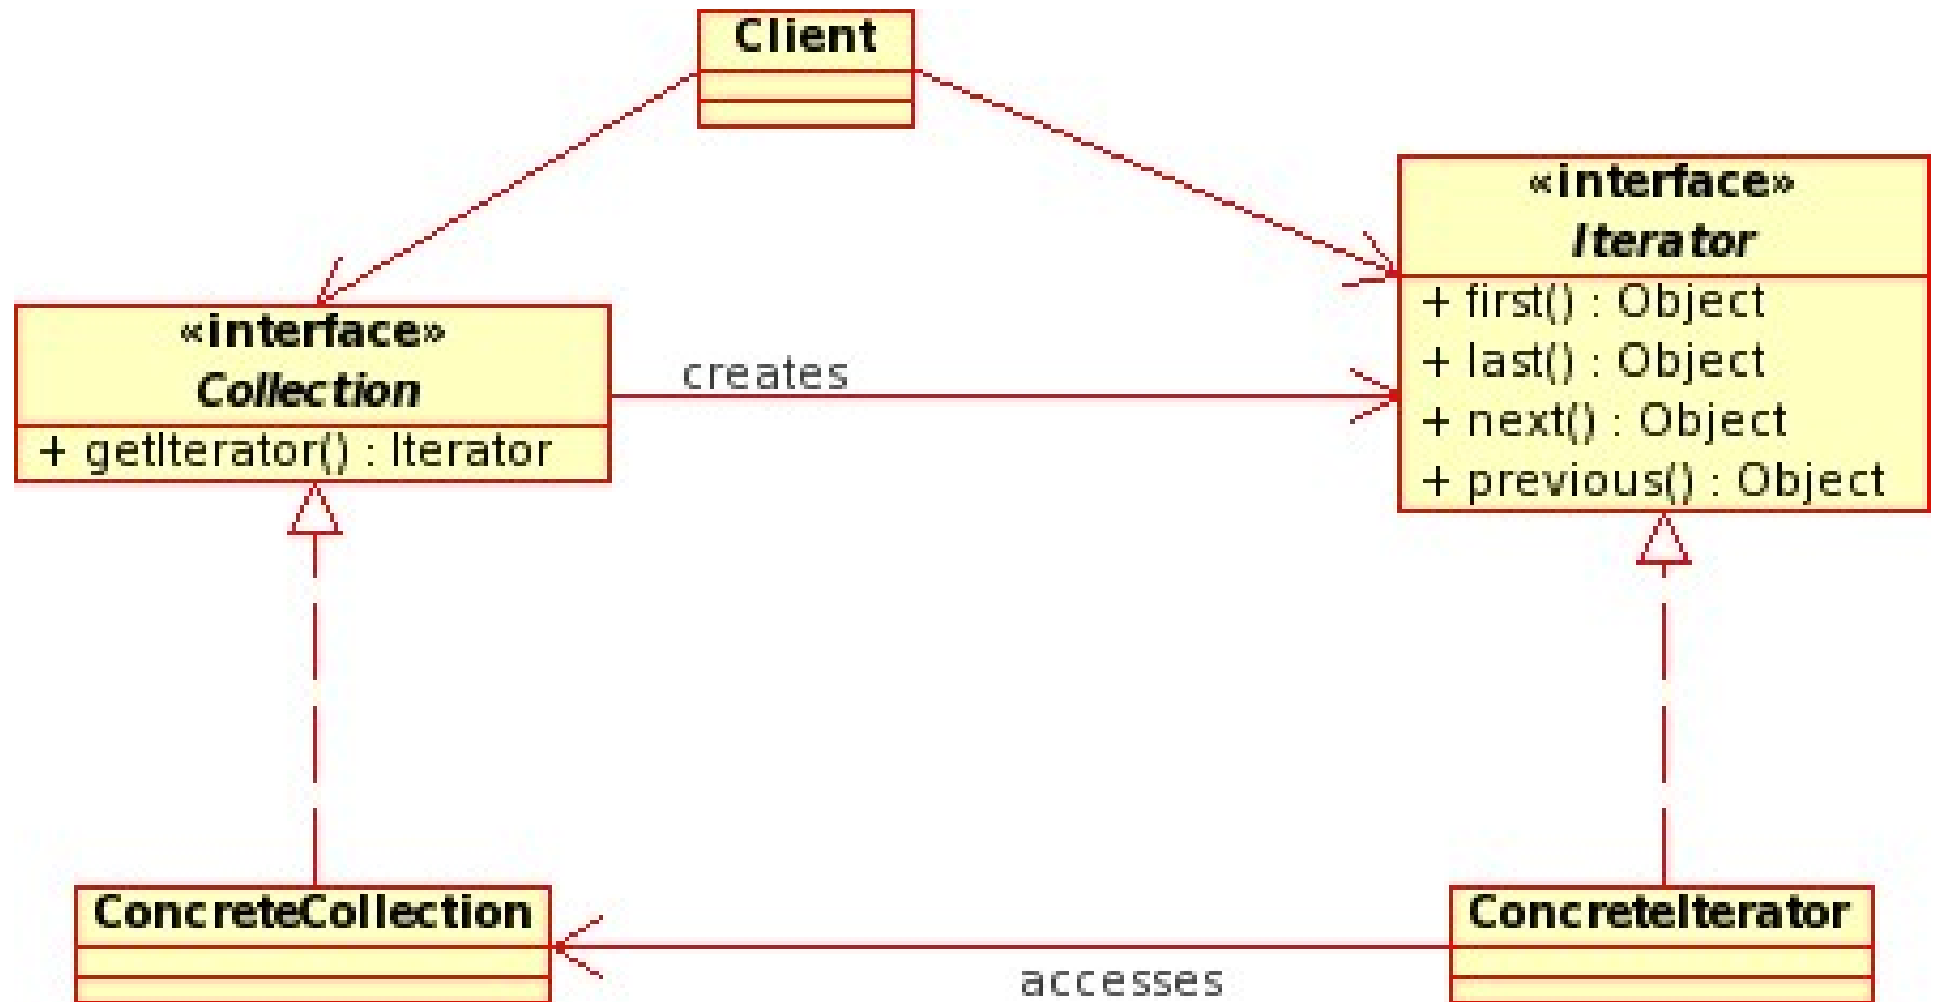 Client
«interface»
Iterator
+ first() : Object
+ last() : Object
+ next() : Object
+ previous() : Object
«interface»
Collection
+ getIterator() : Iterator
creates
ConcreteCollection
ConcreteIterator
accesses